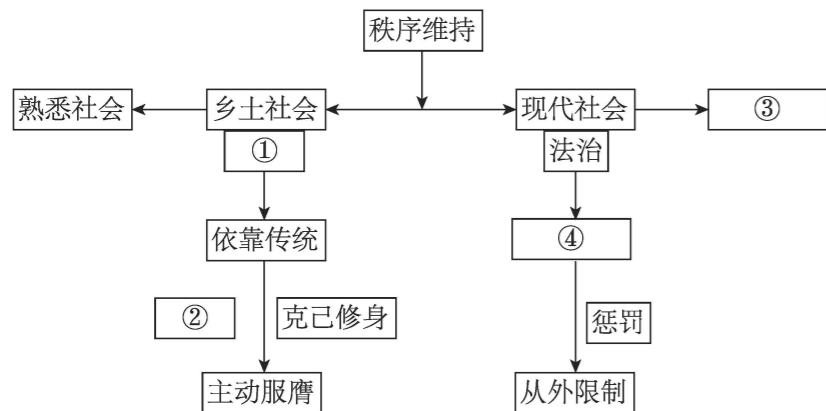 秩序维持
熟悉社会
乡土社会
现代社会
③
①
法治
依靠传统
④
②
克己修身
惩罚
主动服膺
从外限制